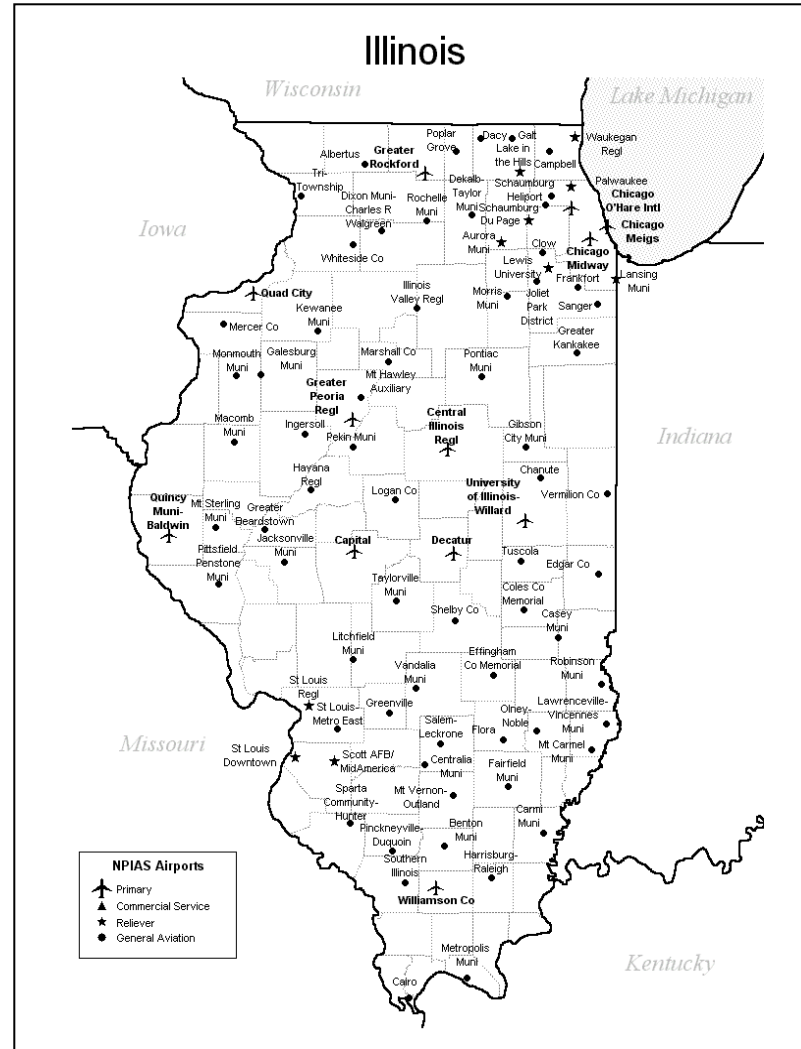 Illinois
Wisconsin
Lake Michigan
Iowa
Indiana
Missouri
Kentucky
Albertus
Greater
Rockford
Poplar
Grove
Dacy
Galt
Lake in
the Hills
Campbell
Waukegan
Regl
Tri-
Township
Dixon Muni-
Charles R
Walgreen
Rochelle
Muni
Dekalb-
Taylor
Muni
Schaumburg
Heliport
Schaumburg
Du Page
Palwaukee
Chicago
O'Hare Intl
Chicago
Meigs
Whiteside Co
Aurora
Muni
Clow
Chicago
Midway
Lewis
University
Frankfort
Lansing
Muni
Quad City
Kewanee
Muni
Illinois
Valley Regl
Morris
Muni
Joliet
Park
District
Sanger
Mercer Co
Greater
Kankakee
Monmouth
Muni
Galesburg
Muni
Marshall Co
Mt Hawley
Auxiliary
Pontiac
Muni
Greater
Peoria
Regl
Macomb
Muni
Ingersoll
Pekin Muni
Central
Illinois
Regl
Gibson
City Muni
Havana
Regl
Logan Co
Chanute
University
of Illinois-
Willard
Vermilion Co
Quincy
Muni-
Baldwin
Mt Sterling
Muni
Greater
Beardstown
Jacksonville
Muni
Capital
Decatur
Pittsfield
Penstone
Muni
Tuscola
Edgar Co
Taylorville
Muni
Coles Co
Memorial
Shelby Co
Casey
Muni
Litchfield
Muni
Effingham
Co Memorial
Robinson
Muni
Vandalia
Muni
St Louis
Regl
St Louis-
Metro East
Greenville
Salem-
Leckrone
Flora
Olney-
Noble
Lawrenceville-
Vincennes
Muni
Mt Carmel
Muni
St Louis
Downtown
Scott AFB/
MidAmerica
Centralia
Muni
Fairfield
Muni
Sparta
Community-
Hunter
Mt Vernon-
Outland
Carmi
Muni
Pinckneyville-
Duquoin
Benton
Muni
Harrisburg-
Raleigh
Southern
Illinois
Williamson Co
Metropolis
Muni
Cairo
NPIAS Airports
Primary
Commercial Service
Reliever
General Aviation